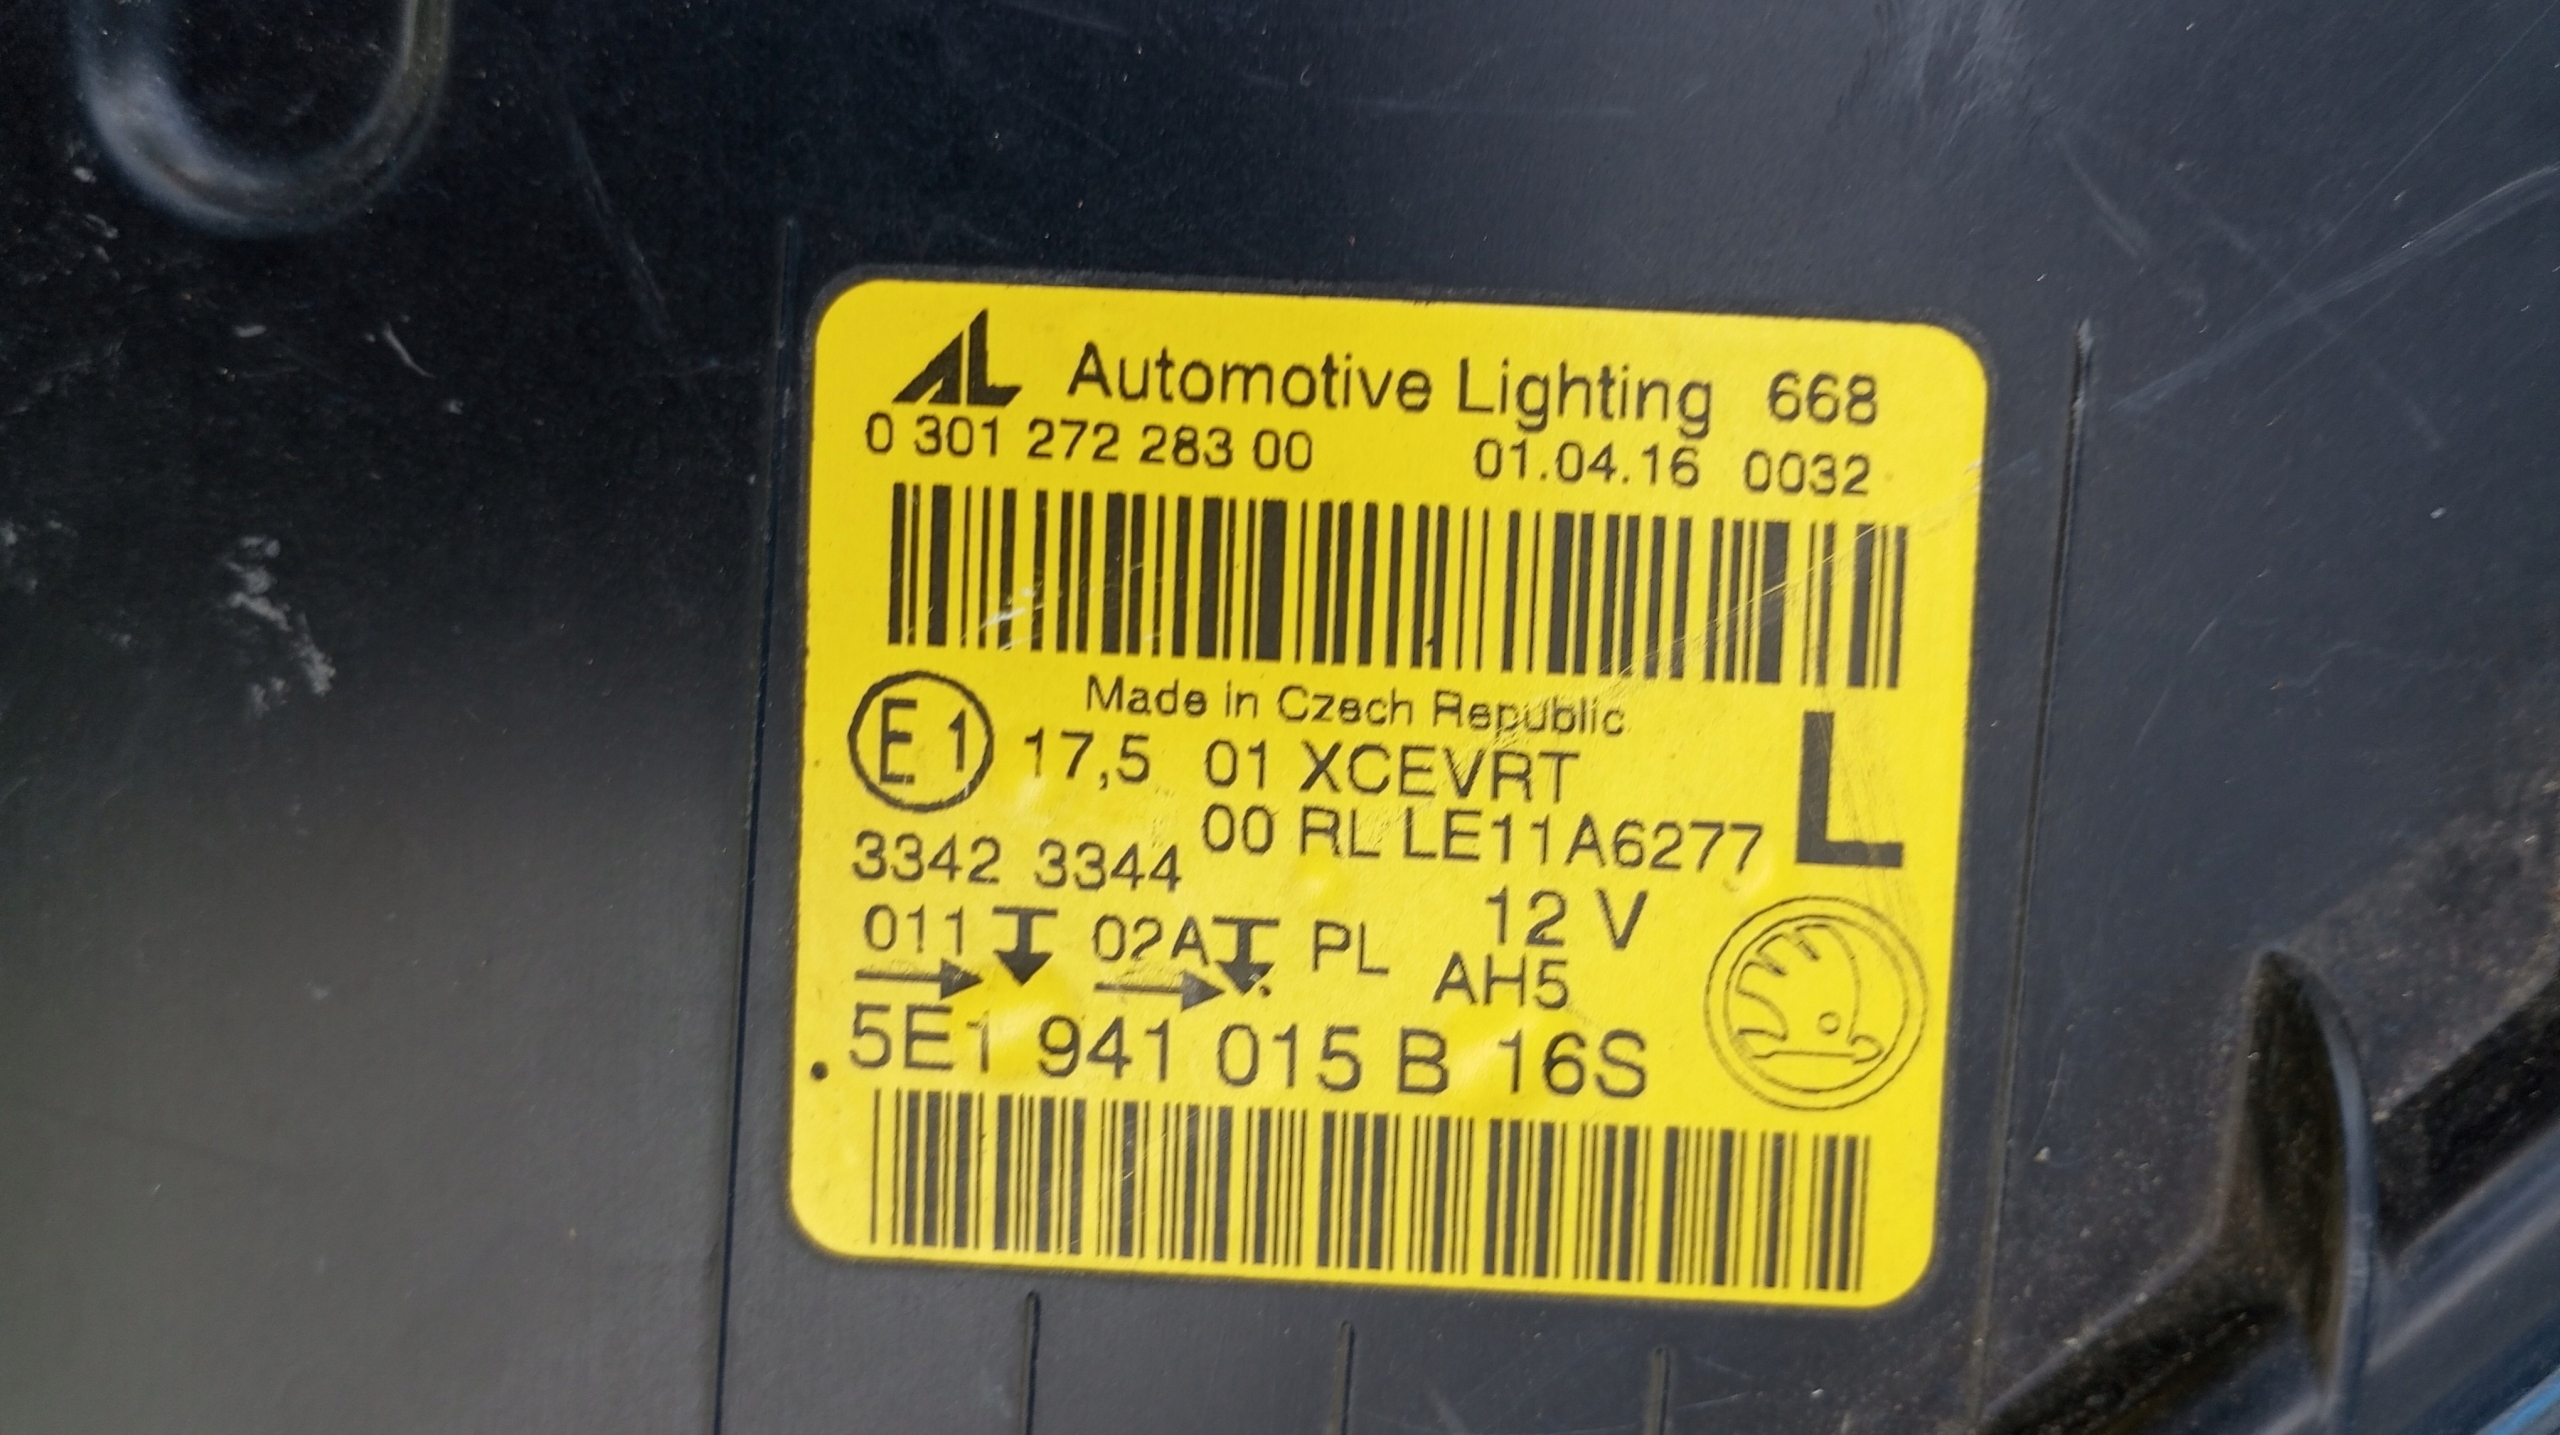 AL Automotive Lighting 668
0 301 272 283 00 01.04.16 0032
Made in Czech Republic
E1 17,5 01 XCEVRT L
00 RL LE11A6277
3342 3344
12 V
011 02A PL AH5
5E1 941 015 B 16S